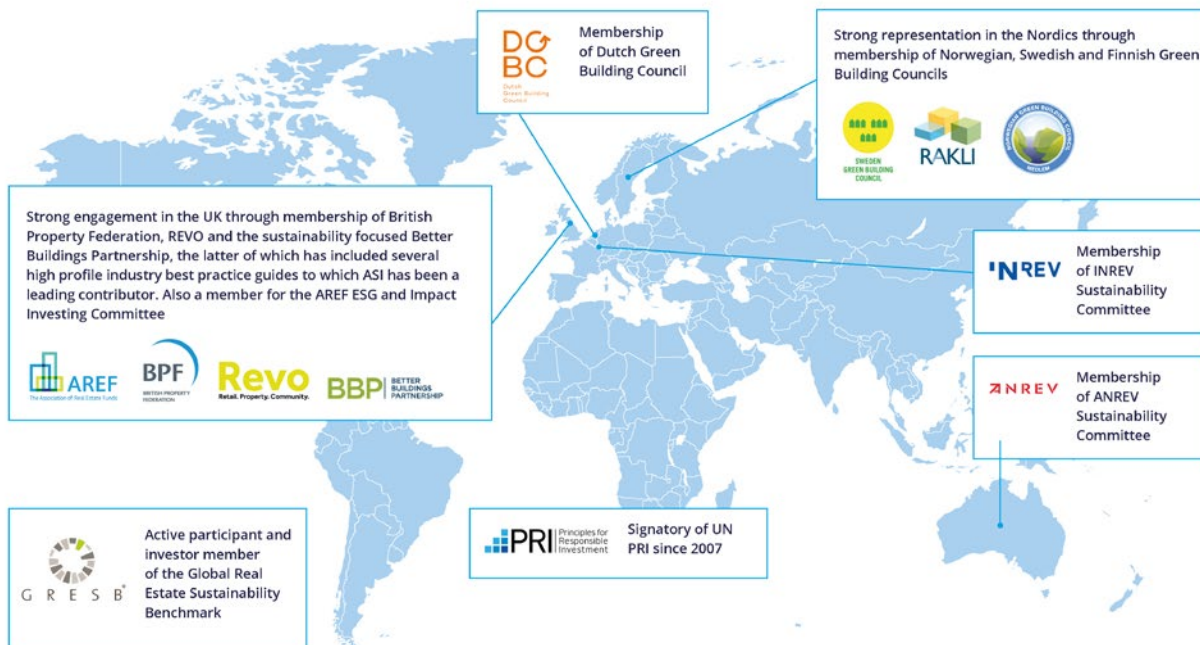 DG
BC
Dutch
Green Building
Council
Membership
of Dutch Green
Building Council
Strong representation in the Nordics through
membership of Norwegian, Swedish and Finnish Green
Building Councils
SWEDEN
GREEN BUILDING
COUNCIL
RAKLI
NORWEGIAN GREEN BUILDING COUNCIL
MEDLEM
Strong engagement in the UK through membership of British
Property Federation, REVO and the sustainability focused Better
Buildings Partnership, the latter of which has included several
high profile industry best practice guides to which ASI has been a
leading contributor. Also a member for the AREF ESG and Impact
Investing Committee
AREF
The Association of Real Estate Funds
BPF
BRITISH PROPERTY
FEDERATION
Revo
Retail. Property. Community.
BBP
BETTER
BUILDINGS
PARTNERSHIP
INREV
Membership
of INREV
Sustainability
Committee
ANREV
Membership
of ANREV
Sustainability
Committee
GRESB
Active participant and
investor member
of the Global Real
Estate Sustainability
Benchmark
PRI
Principles for
Responsible
Investment
Signatory of UN
PRI since 2007